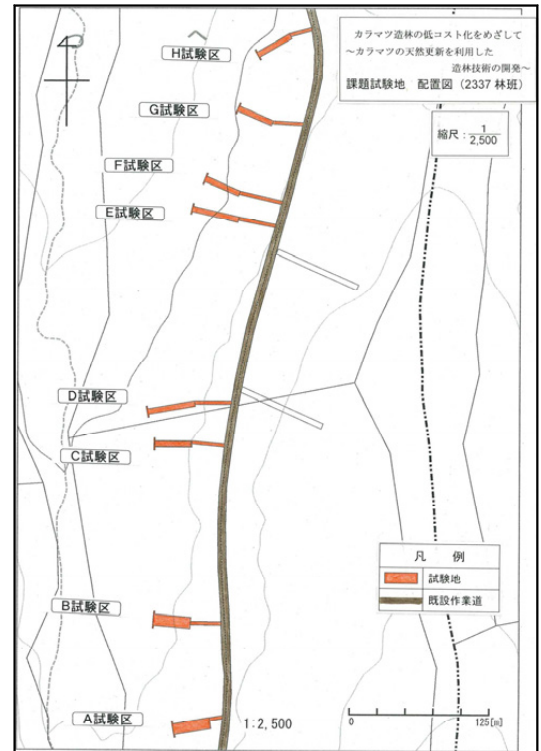 カラマツ造林の低コスト化をめざして
～カラマツの天然更新を利用した
造林技術の開発～
課題試験地 配置図（2337 林班）
縮尺：1/2,500
H試験区
G試験区
F試験区
E試験区
D試験区
C試験区
B試験区
A試験区
凡 例
試験地
既設作業道
1:2,500
0 125[m]